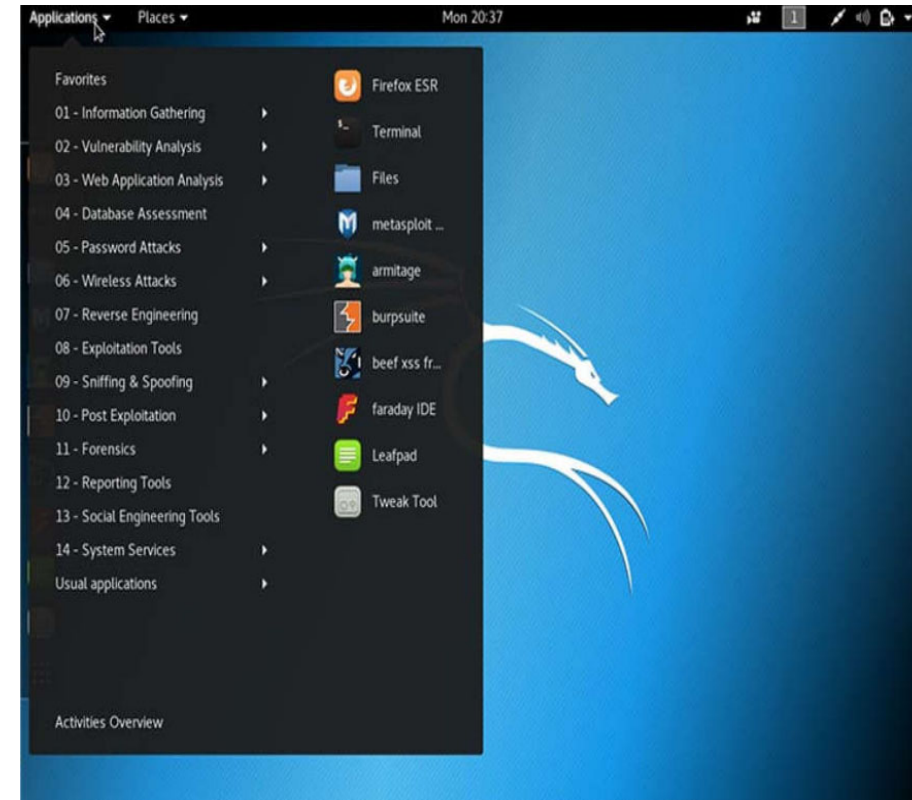 Applications Places Mon 20:37 1
Favorites
01 - Information Gathering
02 - Vulnerability Analysis
03 - Web Application Analysis
04 - Database Assessment
05 - Password Attacks
06 - Wireless Attacks
07 - Reverse Engineering
08 - Exploitation Tools
09 - Sniffing & Spoofing
10 - Post Exploitation
11 - Forensics
12 - Reporting Tools
13 - Social Engineering Tools
14 - System Services
Usual applications
Activities Overview
Firefox ESR
Terminal
Files
metasploit ...
armitage
burpsuite
beef xss fr...
faraday IDE
Leafpad
Tweak Tool